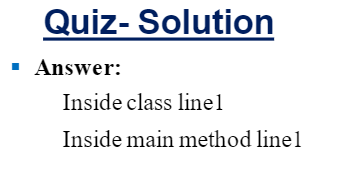 Quiz- Solution
Answer:
Inside class line1
Inside main method line1